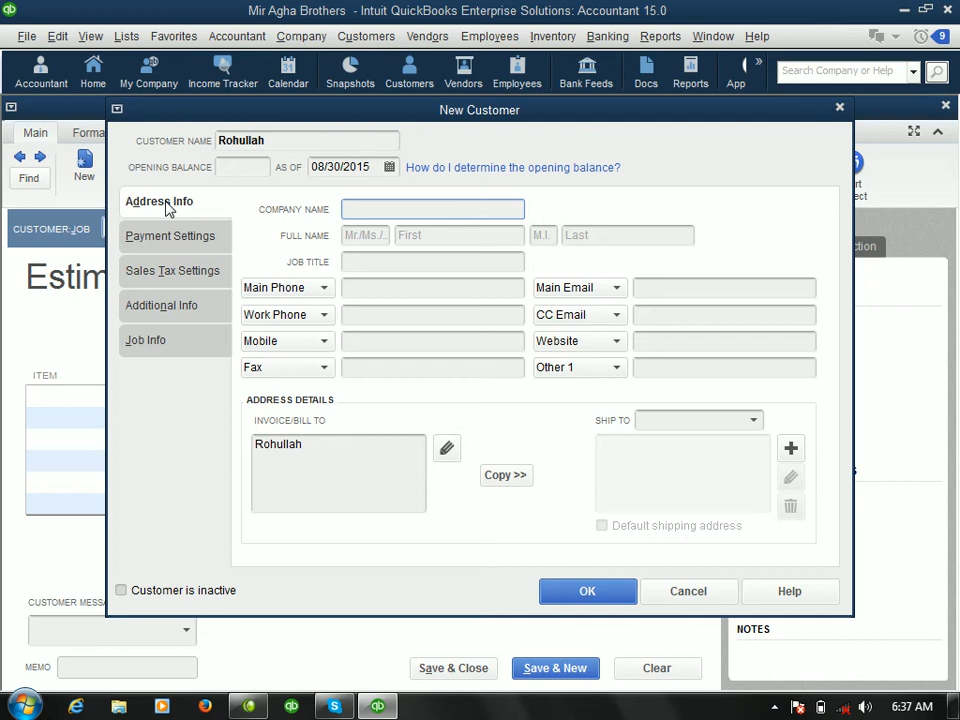 Mir Agha Brothers - Intuit QuickBooks Enterprise Solutions: Accountant 15.0
File Edit View Lists Favorites Accountant Company Customers Vendors Employees Inventory Banking Reports Window Help 9
Accountant Home My Company Income Tracker Calendar Snapshots Customers Vendors Employees Bank Feeds Docs Reports App » Search Company or Help
New Customer
Main Forma
Find New
CUSTOMER NAME Rohullah
OPENING BALANCE AS OF 08/30/2015 How do I determine the opening balance?
CUSTOMER:JOB
Estim
ITEM
Address Info
Payment Settings
Sales Tax Settings
Additional Info
Job Info
COMPANY NAME
FULL NAME Mr./Ms./.. First M.I. Last
JOB TITLE
Main Phone Main Email
Work Phone CC Email
Mobile Website
Fax Other 1
ADDRESS DETAILS
INVOICE/BILL TO SHIP TO
Rohullah
Copy >>
Default shipping address
Customer is inactive OK Cancel Help
CUSTOMER MESSA
NOTES
MEMO Save & Close Save & New Clear
6:37 AM